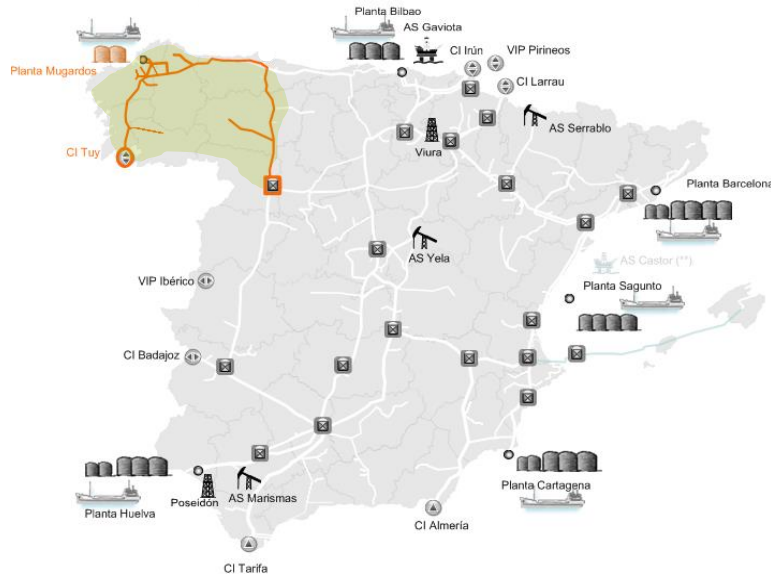 Planta Bilbao
AS Gaviota
CI Irún
VIP Pirineos
Planta Mugardos
CI Larrau
AS Serrablo
Viura
CI Tuy
Planta Barcelona
AS Yela
AS Castor (**)
VIP Ibérico
Planta Sagunto
CI Badajoz
Planta Huelva
Poseidón
AS Marismas
Planta Cartagena
CI Almería
CI Tarifa